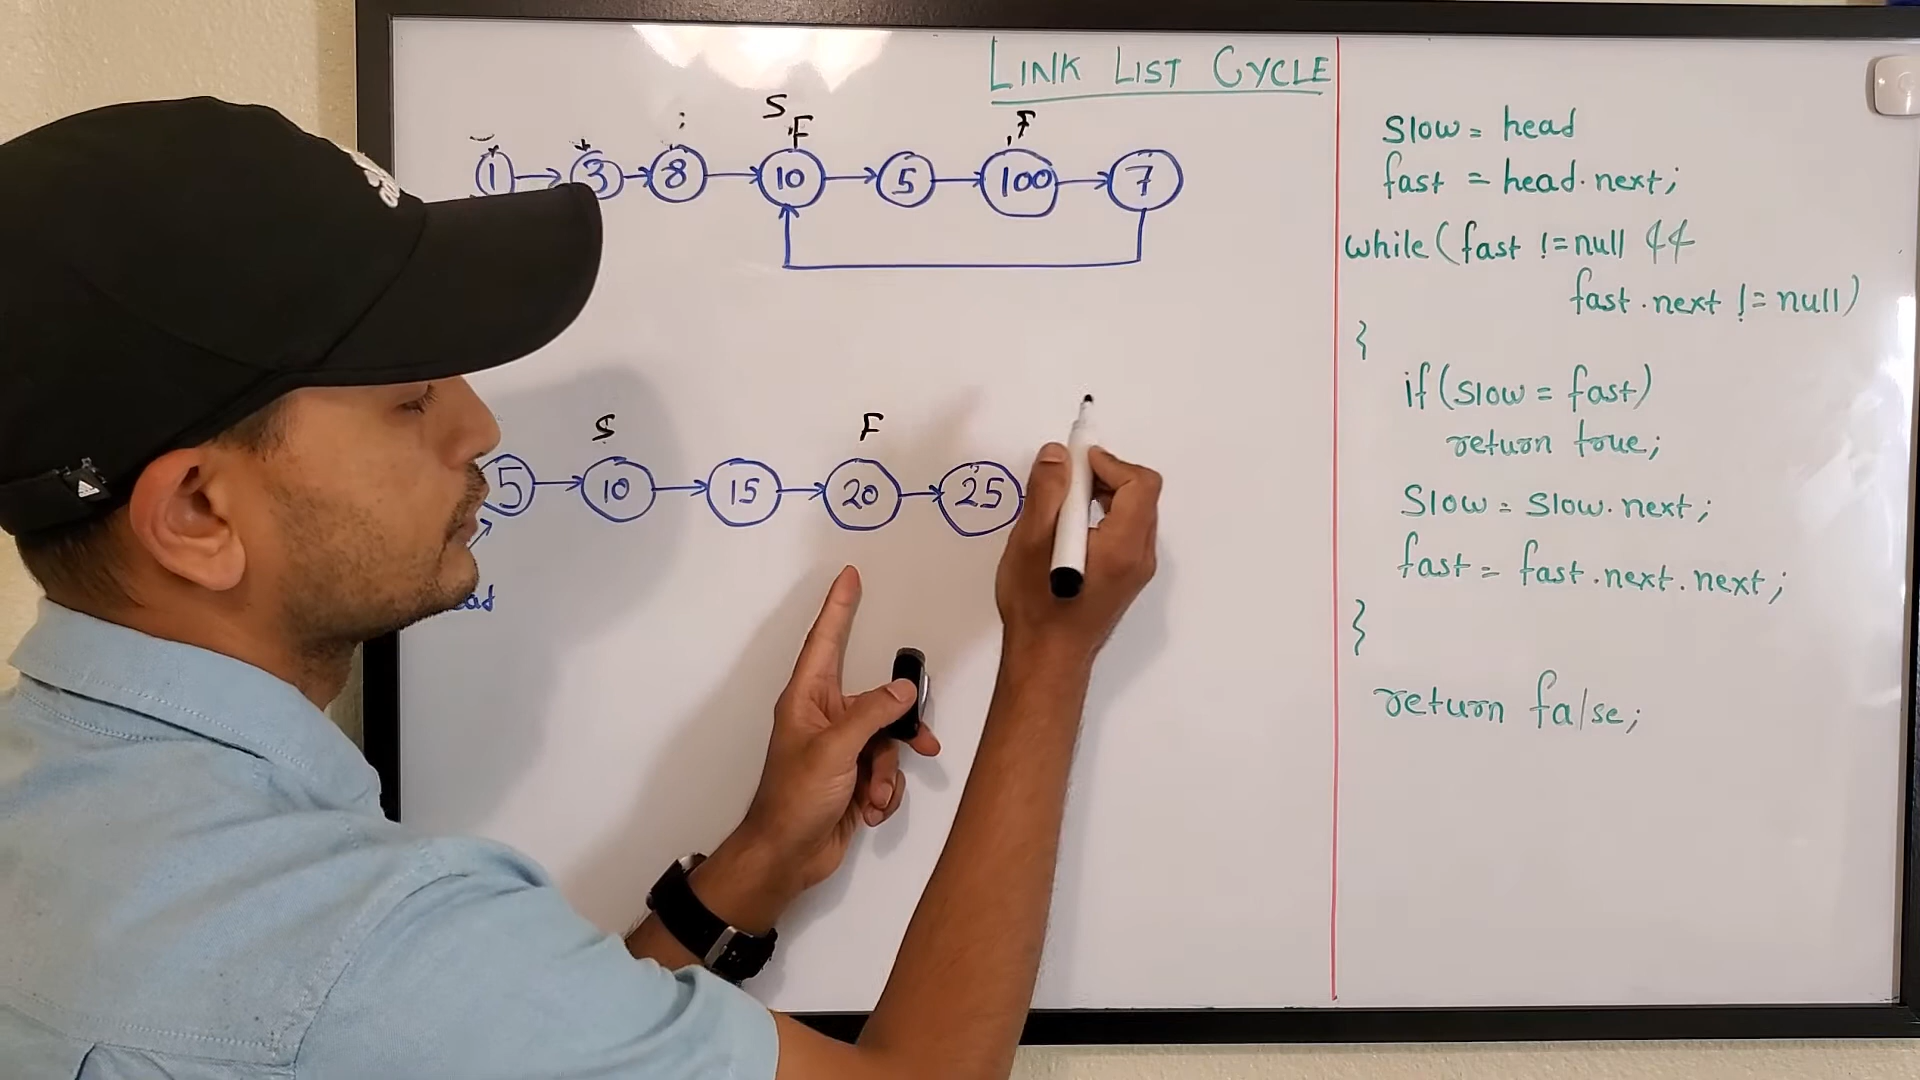 LINK LIST CYCLE
S F F
1 3 8 10 5 100 7
S F
5 10 15 20 25
slow = head
fast = head.next;
while(fast != null &&
fast.next != null)
{
if(slow = fast)
return true;
slow = slow.next;
fast = fast.next.next;
}
return false;